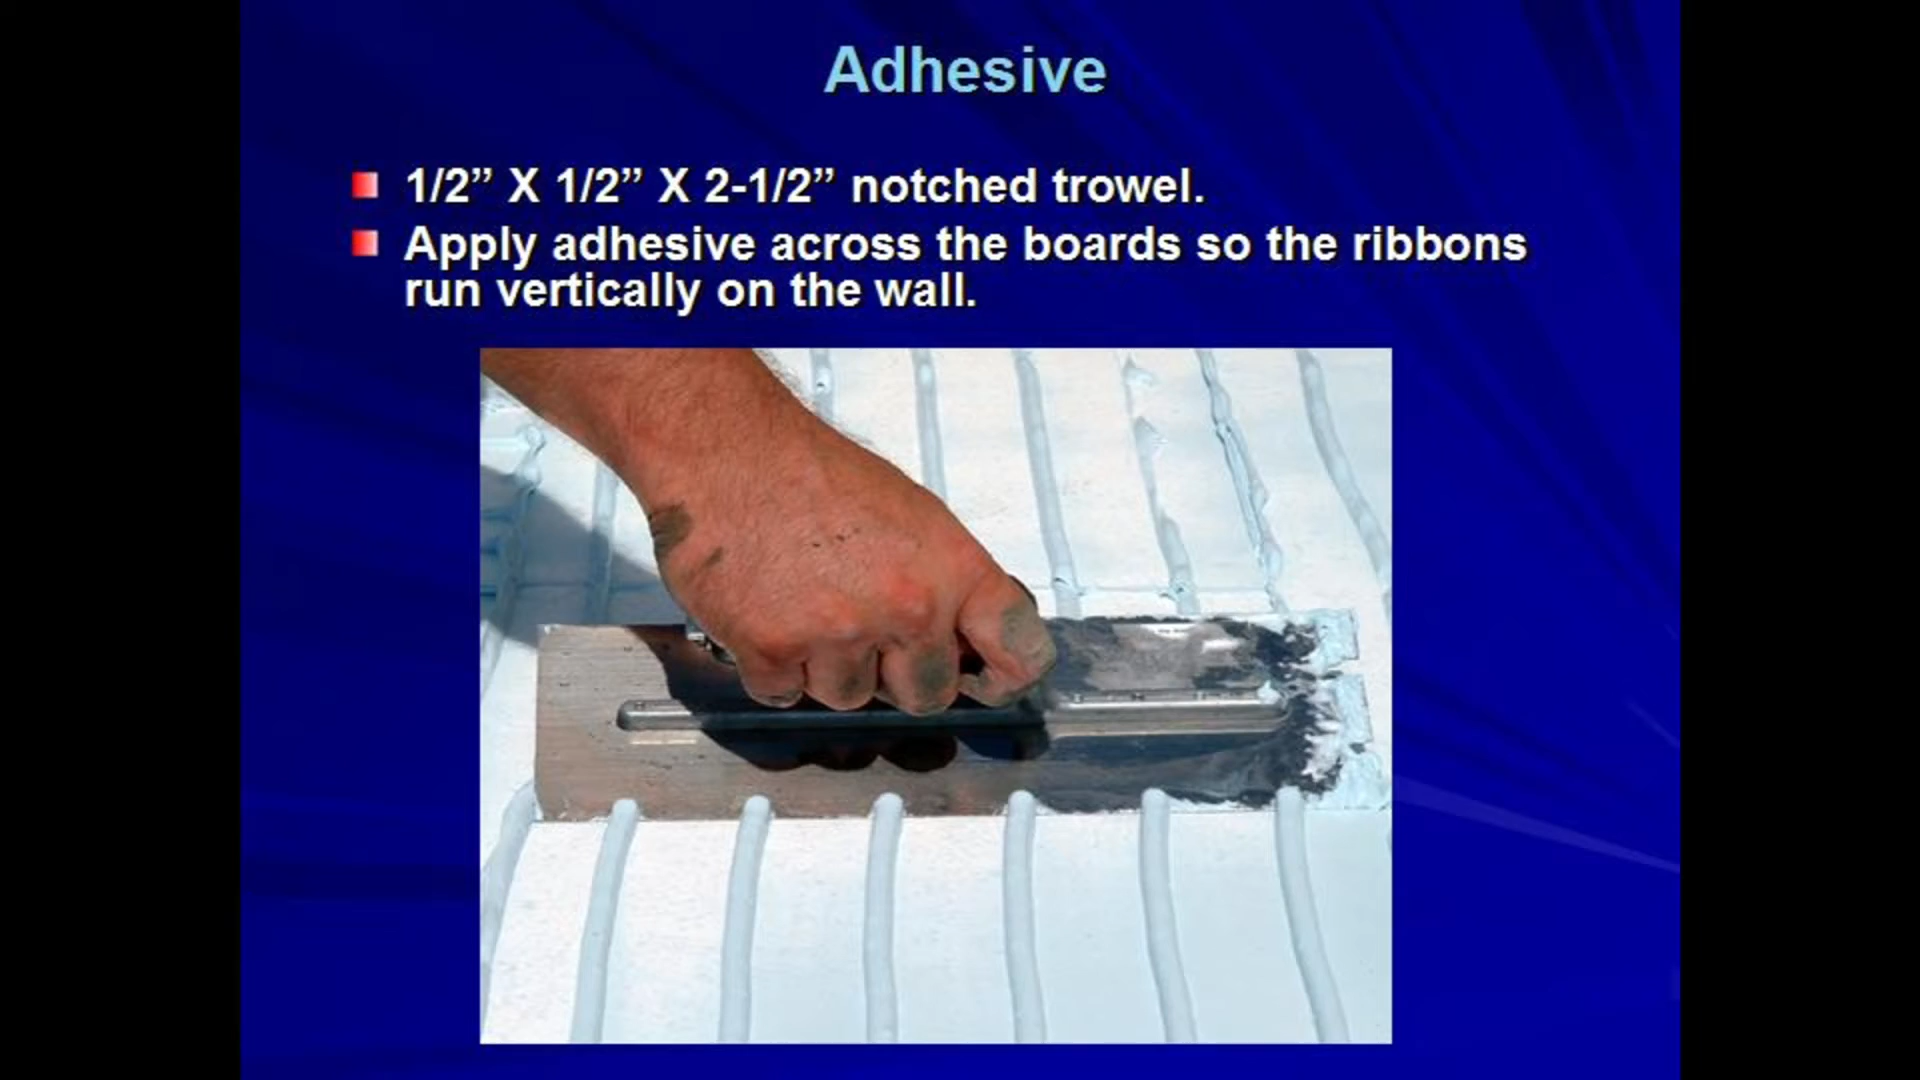 Adhesive
1/2” X 1/2” X 2-1/2” notched trowel.
Apply adhesive across the boards so the ribbons
run vertically on the wall.